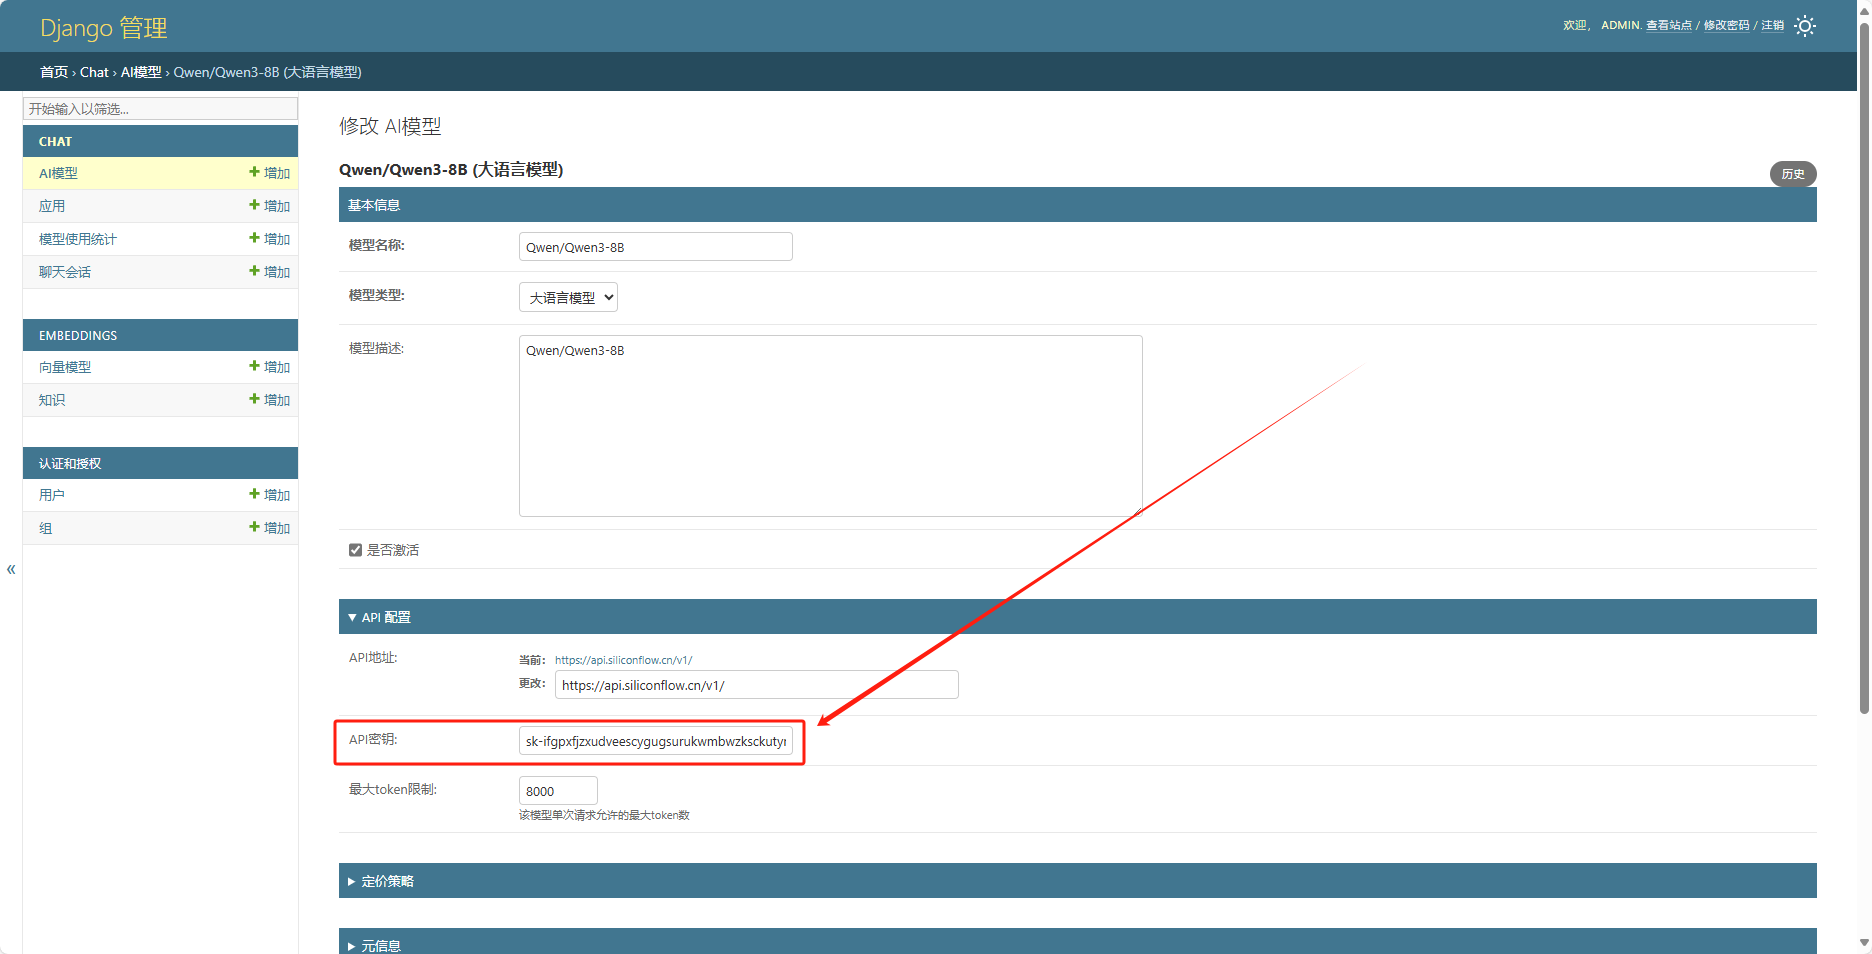 Django 管理
欢迎， ADMIN. 查看站点 / 修改密码 / 注销
首页 › Chat › AI模型 › Qwen/Qwen3-8B (大语言模型)
开始输入以筛选...
CHAT
AI模型 增加
应用 增加
模型使用统计 增加
聊天会话 增加
EMBEDDINGS
向量模型 增加
知识 增加
认证和授权
用户 增加
组 增加
«
修改 AI模型
Qwen/Qwen3-8B (大语言模型)
历史
基本信息
模型名称: Qwen/Qwen3-8B
模型类型: 大语言模型
模型描述: Qwen/Qwen3-8B
是否激活
▼ API 配置
API地址: 当前: https://api.siliconflow.cn/v1/
更改: https://api.siliconflow.cn/v1/
API密钥: sk-ifgpxfjzxudveescygugsurukwmbwzksckutyr
最大token限制: 8000
该模型单次请求允许的最大token数
▶ 定价策略
▶ 元信息